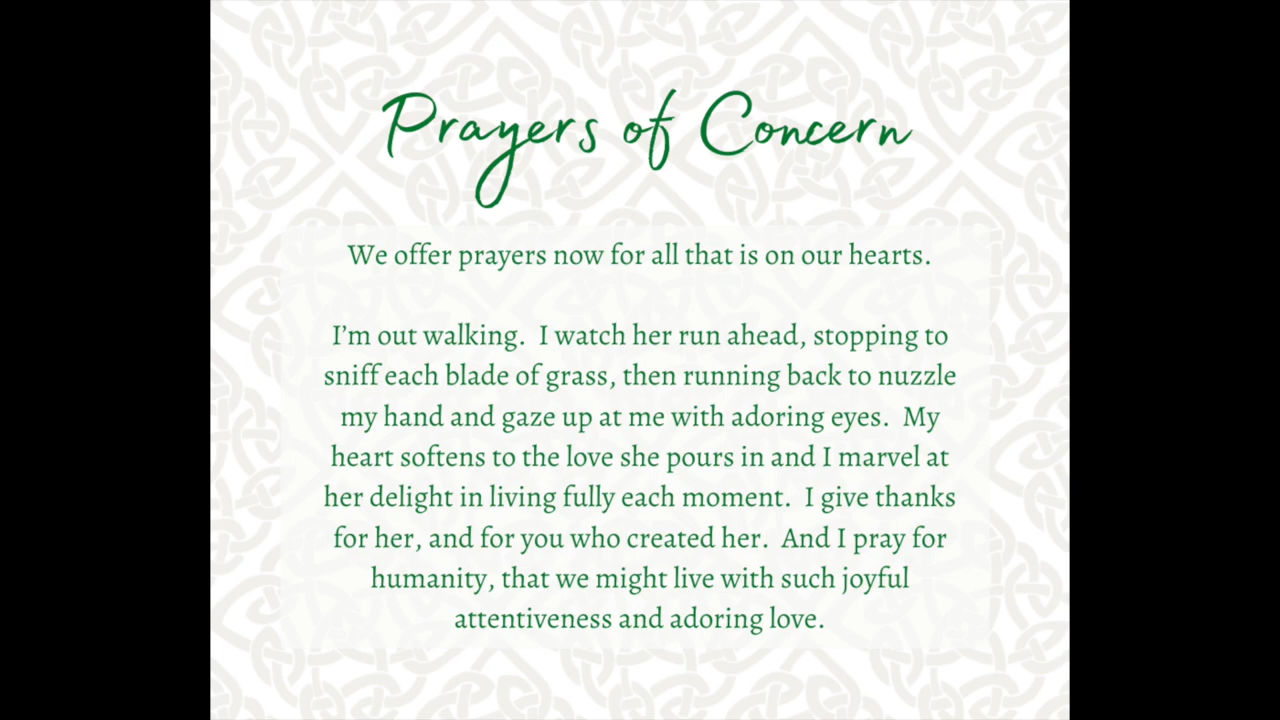 Prayers of Concern
We offer prayers now for all that is on our hearts.
I’m out walking.  I watch her run ahead, stopping to
sniff each blade of grass, then running back to nuzzle
my hand and gaze up at me with adoring eyes.  My
heart softens to the love she pours in and I marvel at
her delight in living fully each moment.  I give thanks
for her, and for you who created her.  And I pray for
humanity, that we might live with such joyful
attentiveness and adoring love.